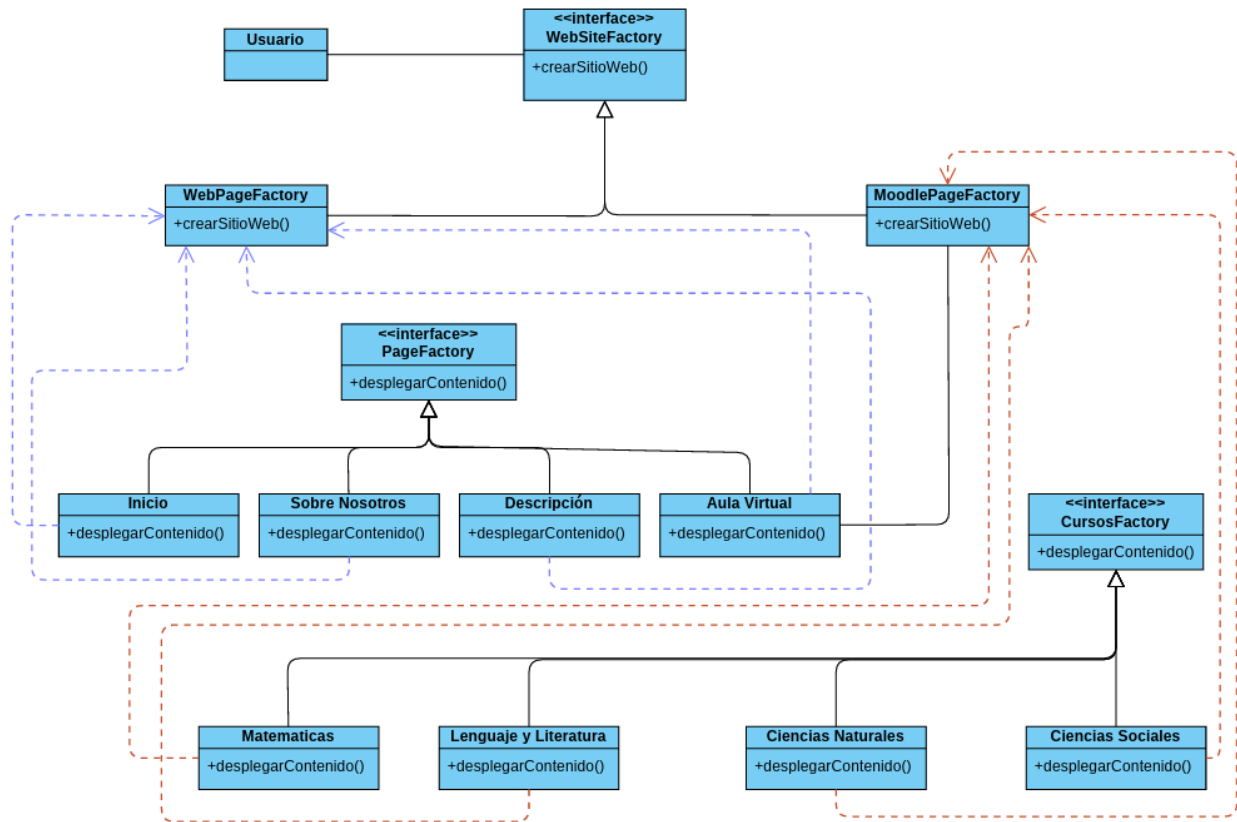 Usuario
<<interface>>
WebSiteFactory
+crearSitioWeb()
WebPageFactory
+crearSitioWeb()
MoodlePageFactory
+crearSitioWeb()
<<interface>>
PageFactory
+desplegarContenido()
Inicio
+desplegarContenido()
Sobre Nosotros
+desplegarContenido()
Descripción
+desplegarContenido()
Aula Virtual
+desplegarContenido()
<<interface>>
CursosFactory
+desplegarContenido()
Matematicas
+desplegarContenido()
Lenguaje y Literatura
+desplegarContenido()
Ciencias Naturales
+desplegarContenido()
Ciencias Sociales
+desplegarContenido()